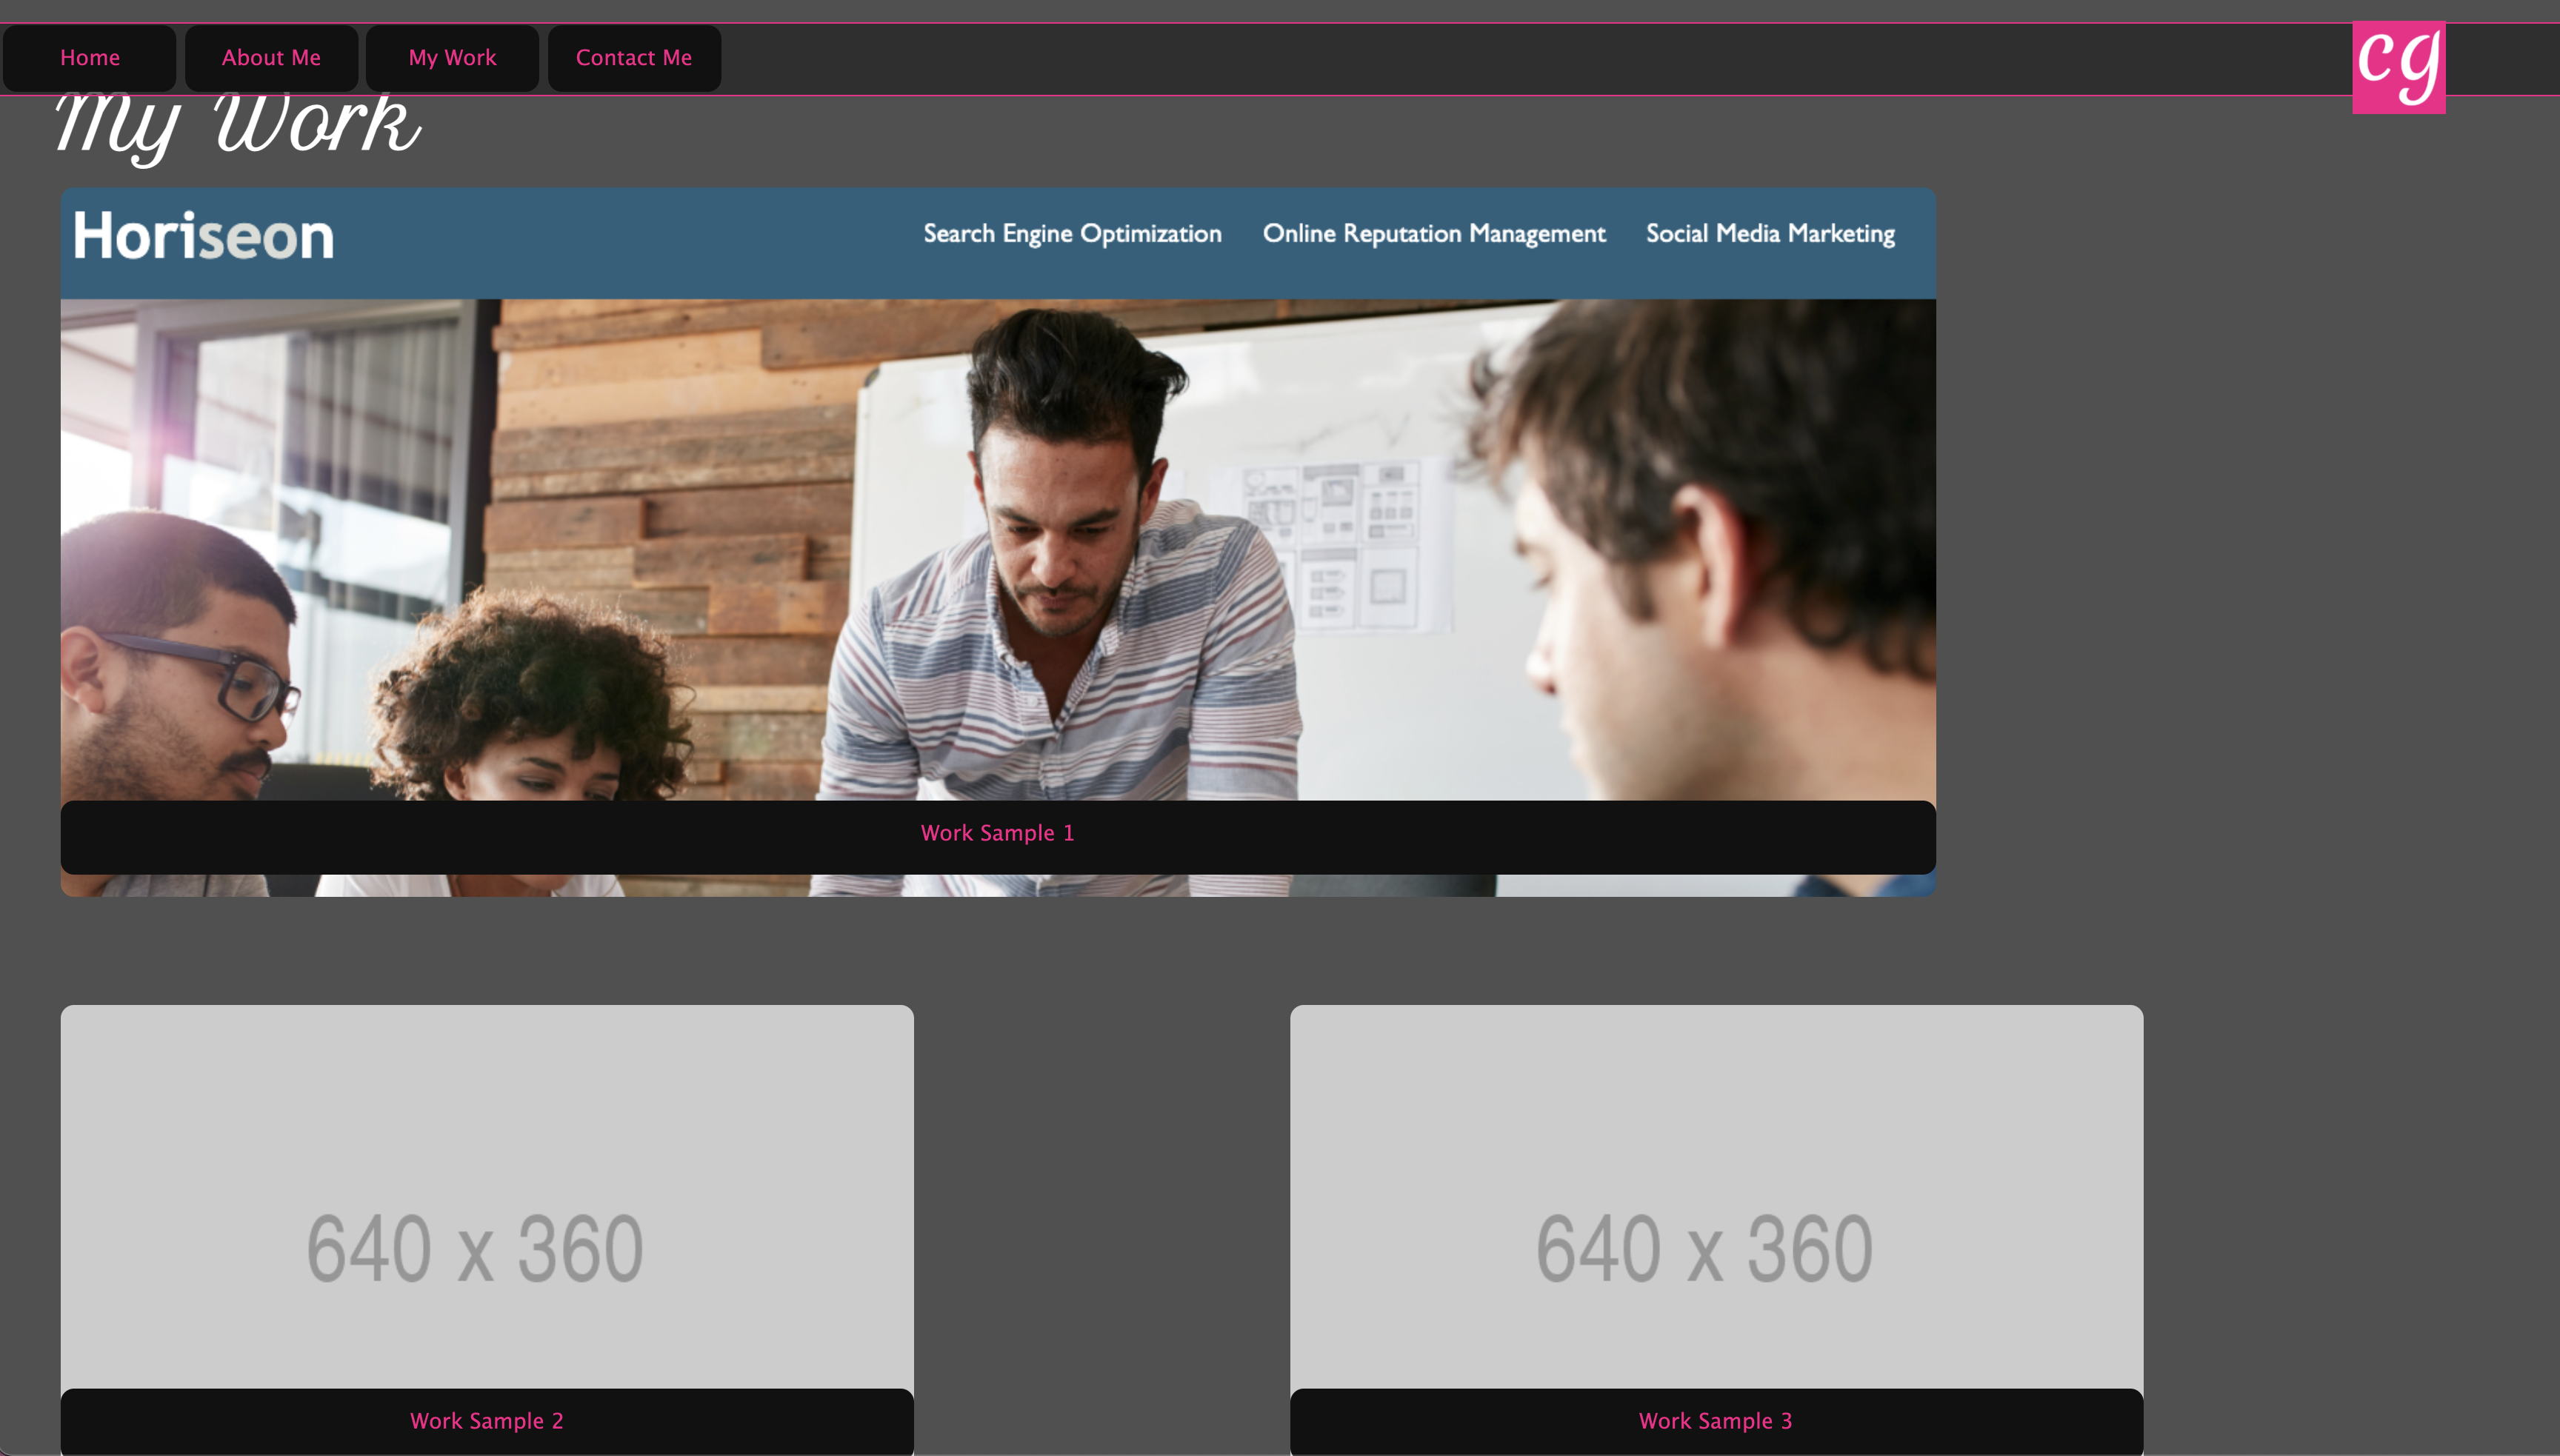 Home About Me My Work Contact Me cg
My Work
Horiseon Search Engine Optimization Online Reputation Management Social Media Marketing
Work Sample 1
640 x 360 640 x 360
Work Sample 2 Work Sample 3